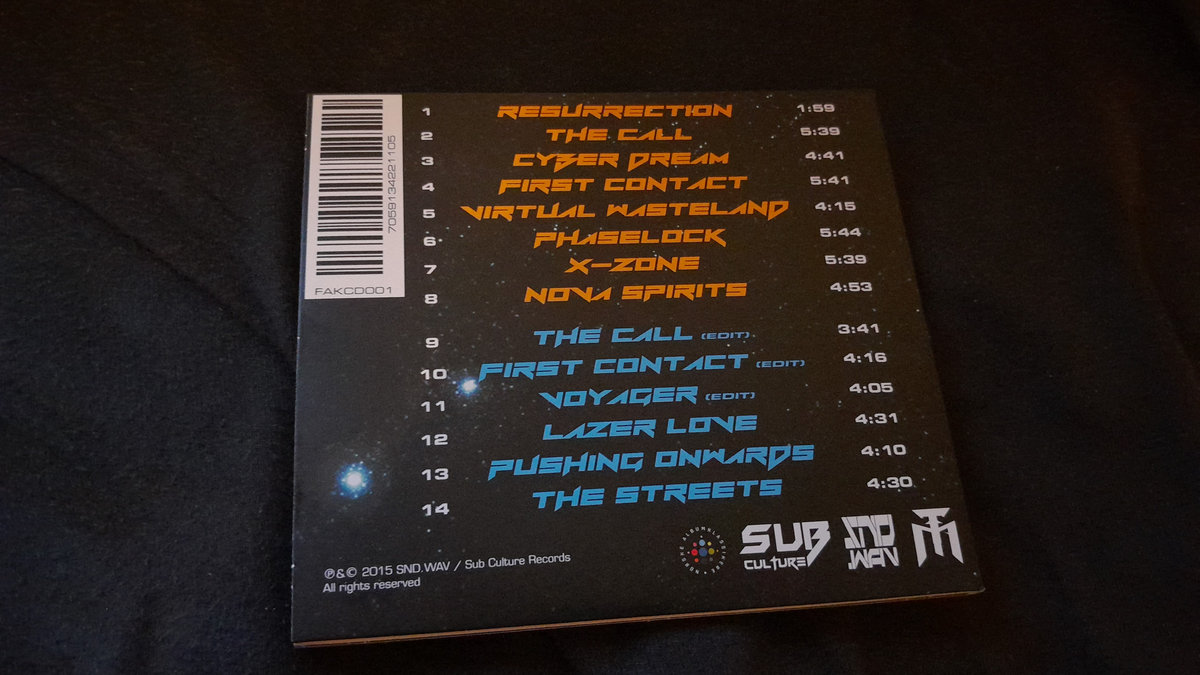 7059134221105
FAKCD001
1 RESURRECTION 1:59
2 THE CALL 5:39
3 CYBER DREAM 4:41
4 FIRST CONTACT 5:41
5 VIRTUAL WASTELAND 4:15
6 PHASELOCK 5:44
7 X-ZONE 5:39
8 NOVA SPIRITS 4:53
9 THE CALL (EDIT) 3:41
10 FIRST CONTACT (EDIT) 4:16
11 VOYAGER (EDIT) 4:05
12 LAZER LOVE 4:31
13 PUSHING ONWARDS 4:10
14 THE STREETS 4:30
℗&© 2015 SND.WAV / Sub Culture Records
All rights reserved
SUB
CULTURE
SND
.WAV
TM